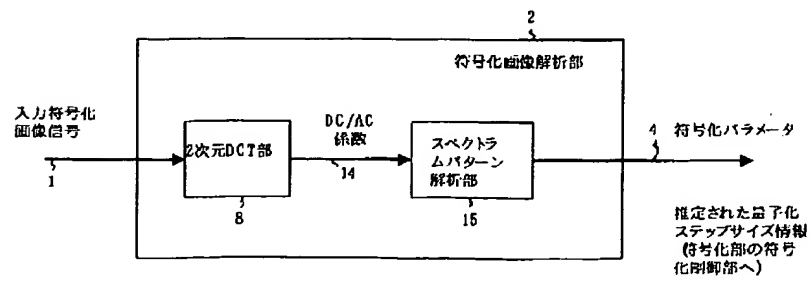 2
符号化画像解析部
入力符号化
画像信号
1
2次元DCT部
8
DC/AC
係数
14
スペクトラ
ムパターン
解析部
15
4
符号化パラメータ
推定された量子化
ステップサイズ情報
(符号化部の符号
化制御部へ)